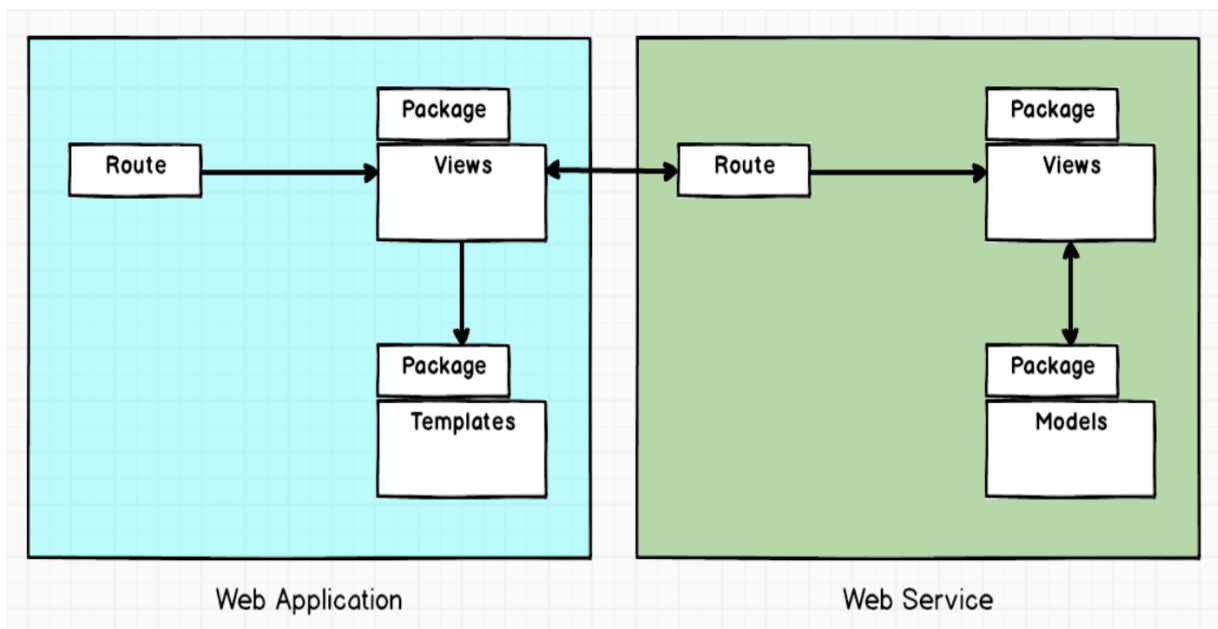 Package
Route
Views
Package
Templates
Web Application
Package
Route
Views
Package
Models
Web Service